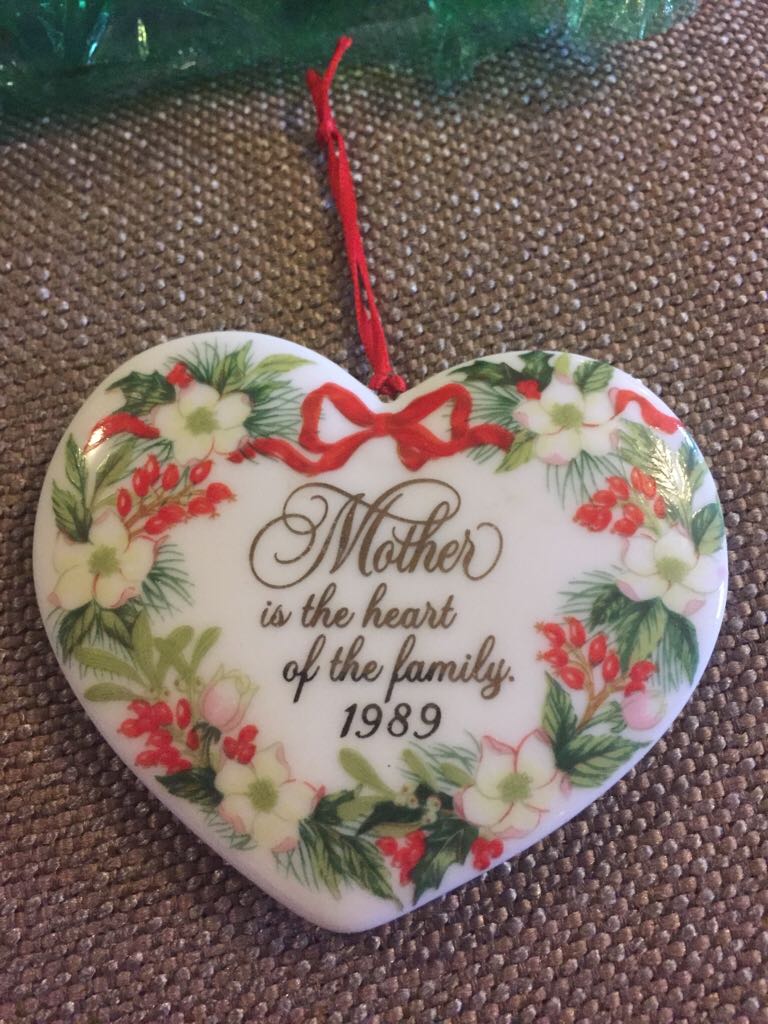 Mother
is the heart
of the family.
1989